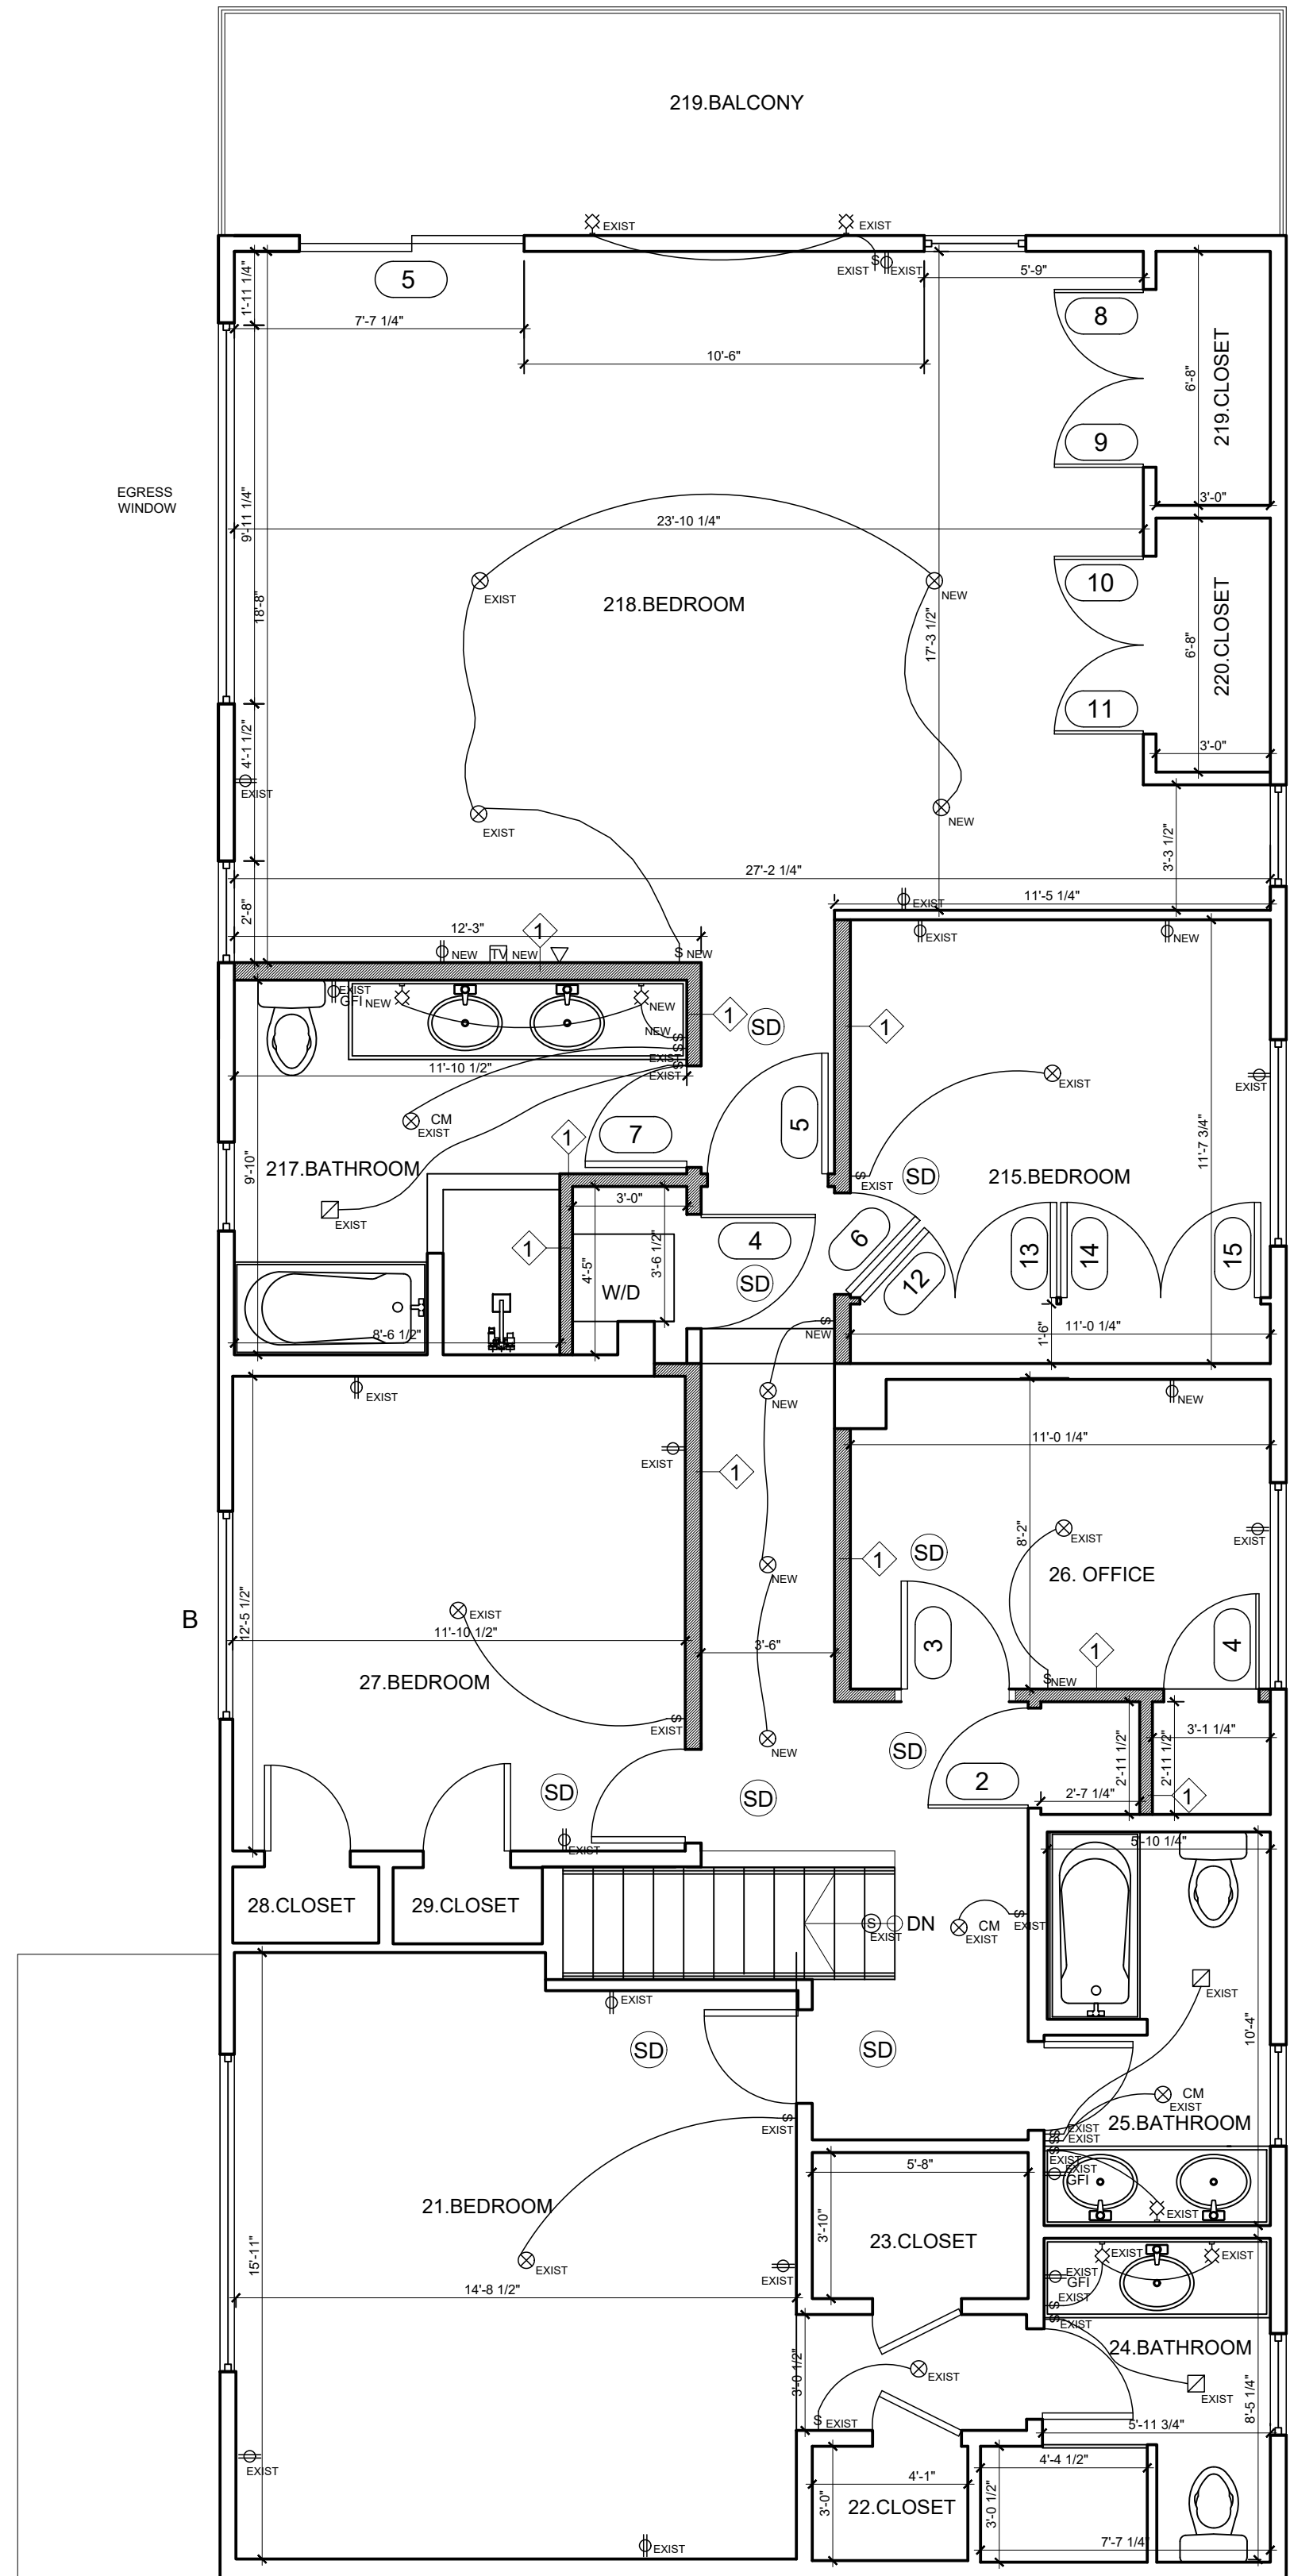 219.BALCONY
EXIST
EXIST
S
EXIST
EXIST
5
1'-11 1/4"
5'-9"
7'-7 1/4"
8
10'-6"
6'-8"
219.CLOSET
9
EGRESS
WINDOW
9'-11 1/4"
3'-0"
23'-10 1/4"
10
EXIST
NEW
18'-8"
218.BEDROOM
17'-3 1/2"
6'-8"
220.CLOSET
11
4'-1 1/2"
3'-0"
EXIST
EXIST
NEW
3'-3 1/2"
27'-2 1/4"
2'-8"
EXIST
11'-5 1/4"
12'-3"
1
NEW
TV
NEW
S NEW
EXIST
NEW
EXIST
GFI
NEW
NEW
NEW
S
S
EXIST
S
EXIST
1
SD
1
11'-10 1/2"
EXIST
CM
EXIST
7
5
1
11'-7 3/4"
EXIST
217.BATHROOM
9'-10"
S
EXIST
SD
215.BEDROOM
3'-0"
EXIST
4
6
12
13
14
15
1
4'-5"
3'-6 1/2"
SD
W/D
8'-6 1/2"
S
NEW
1'-6"
11'-0 1/4"
EXIST
NEW
NEW
EXIST
11'-0 1/4"
1
8'-2"
EXIST
EXIST
NEW
1
SD
26. OFFICE
B
12'-5 1/2"
EXIST
11'-10 1/2"
3'-6"
3
1
4
27.BEDROOM
S
NEW
S
EXIST
NEW
SD
3'-1 1/4"
2'-11 1/2"
2'-11 1/2"
2
SD
SD
2'-7 1/4"
1
EXIST
5'-10 1/4"
28.CLOSET
29.CLOSET
S
EXIST
DN
CM
EXIST
S
EXIST
EXIST
EXIST
10'-4"
SD
SD
CM
EXIST
S
EXIST
25.BATHROOM
EXIST
S
EXIST
S
S
EXIST
EXIST
GFI
5'-8"
21.BEDROOM
3'-10"
EXIST
23.CLOSET
15'-11"
EXIST
EXIST
EXIST
EXIST
EXIST
GFI
14'-8 1/2"
S
S
EXIST
24.BATHROOM
3'-0 1/2"
EXIST
EXIST
8'-5 1/4"
S EXIST
5'-11 3/4"
EXIST
4'-4 1/2"
4'-1"
3'-0"
22.CLOSET
3'-0 1/2"
EXIST
7'-7 1/4"